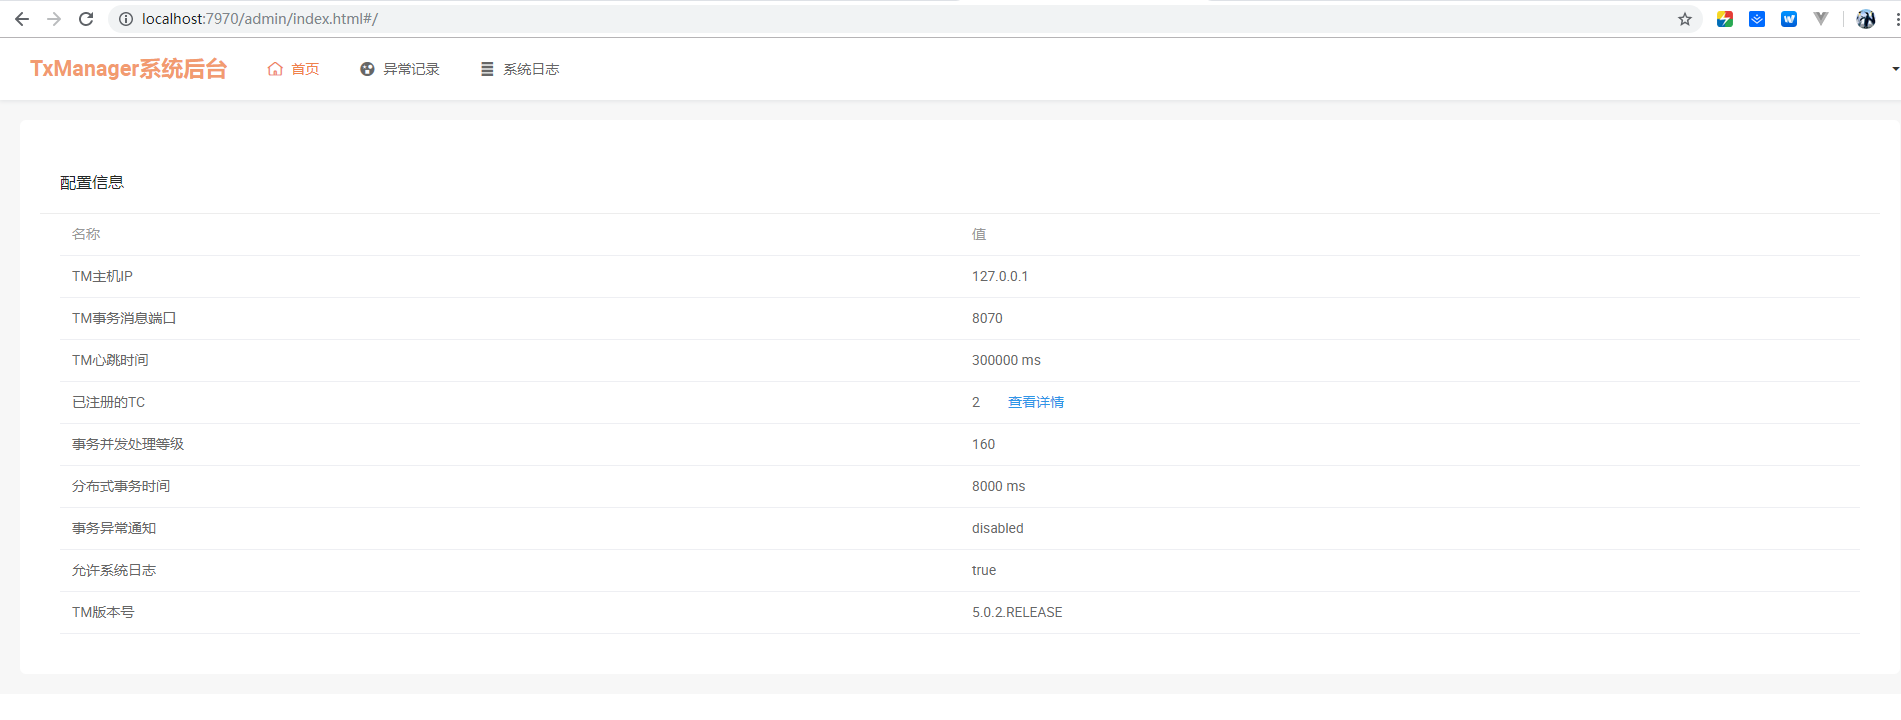 localhost:7970/admin/index.html#/
TxManager系统后台 首页 异常记录 系统日志
配置信息
名称 值
TM主机IP 127.0.0.1
TM事务消息端口 8070
TM心跳时间 300000 ms
已注册的TC 2 查看详情
事务并发处理等级 160
分布式事务时间 8000 ms
事务异常通知 disabled
允许系统日志 true
TM版本号 5.0.2.RELEASE